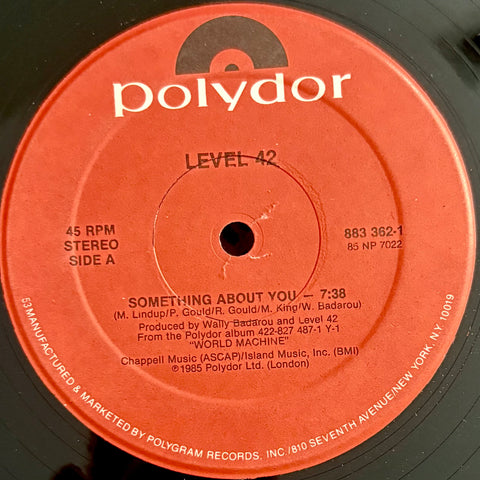 polydor
LEVEL 42
45 RPM
STEREO
SIDE A
883 362-1
85 NP 7022
SOMETHING ABOUT YOU — 7:38
(M. Lindup/P. Gould/R. Gould/M. King/W. Badarou)
Produced by Wally Badarou and Level 42
From the Polydor album 422-827 487-1 Y-1
"WORLD MACHINE"
Chappell Music (ASCAP)/Island Music, Inc. (BMI)
℗1985 Polydor Ltd. (London)
53 MANUFACTURED & MARKETED BY POLYGRAM RECORDS, INC./810 SEVENTH AVENUE/NEW YORK, N.Y. 10019